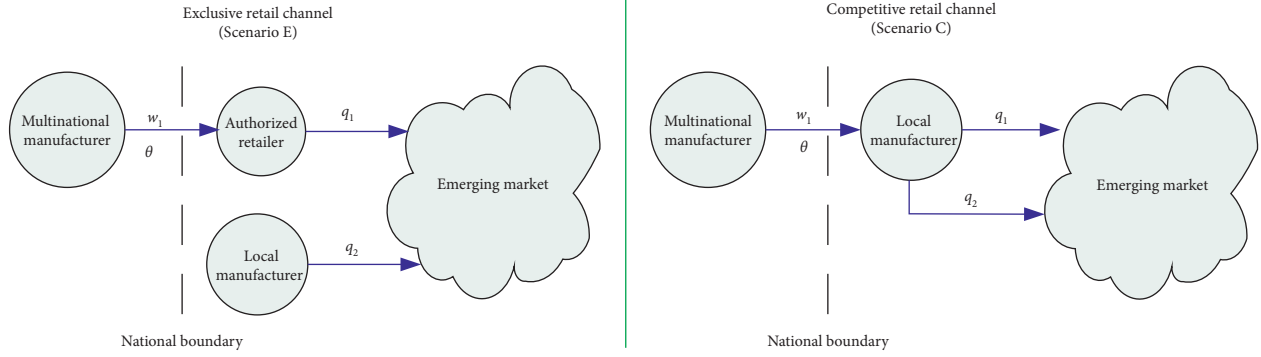 Exclusive retail channel
(Scenario E)
Multinational
manufacturer
w1
θ
Authorized
retailer
q1
Emerging market
Local
manufacturer
q2
National boundary
Competitive retail channel
(Scenario C)
Multinational
manufacturer
w1
θ
Local
manufacturer
q1
q2
Emerging market
National boundary